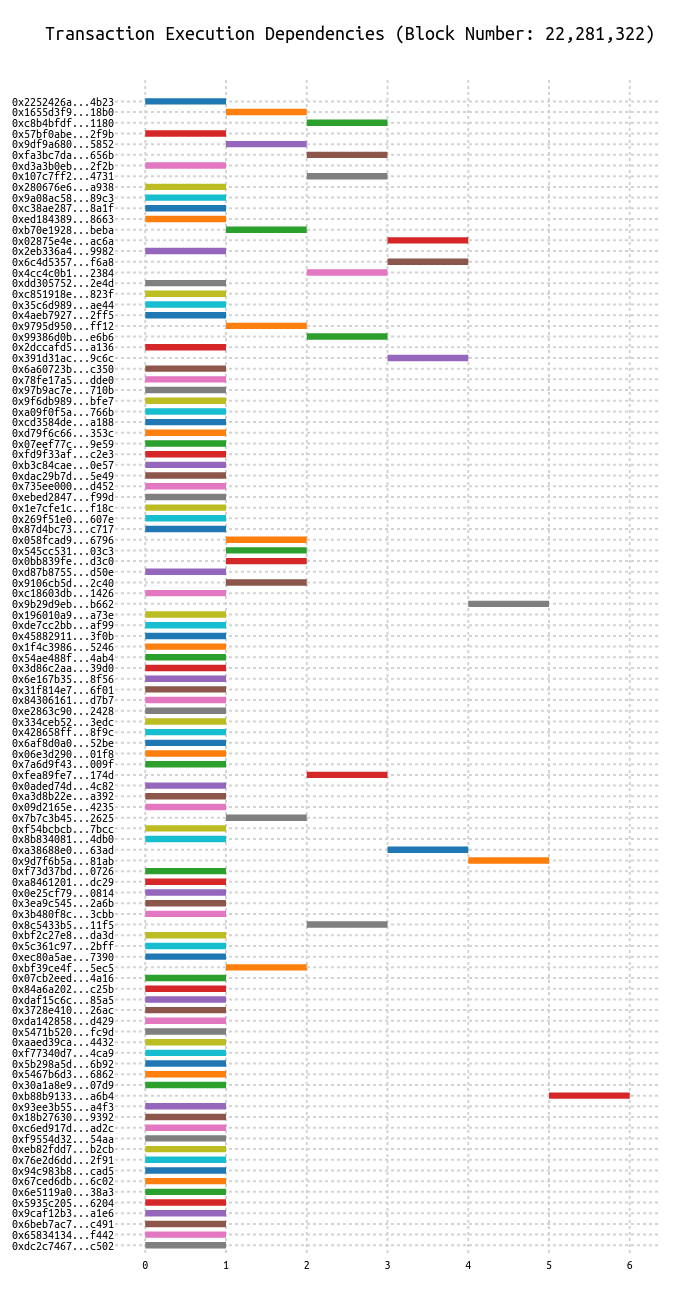 Transaction Execution Dependencies (Block Number: 22,281,322)
0x2252426a...4b23
0x1655d3f9...18b0
0xc8b4bfdf...1180
0x57bf0abe...2f9b
0x9df9a680...5852
0xfa3bc7da...656b
0xd3a3b0eb...2f2b
0x107c7ff2...4731
0x280676e6...a938
0x9a08ac58...89c3
0xc38ae287...8a1f
0xed184389...8663
0xb70e1928...beba
0x02875e4e...ac6a
0x2eb336a4...9982
0x6c4d5357...f6a8
0x4cc4c0b1...2384
0xdd305752...2e4d
0xc851918e...823f
0x35c6d989...ae44
0x4aeb7927...2ff5
0x9795d950...ff12
0x99386d0b...e6b6
0x2dccafd5...a136
0x391d31ac...9c6c
0x6a60723b...c350
0x78fe17a5...dde0
0x97b9ac7e...710b
0x9f6db989...bfe7
0xa09f0f5a...766b
0xcd3584de...a188
0xd79f6c66...353c
0x07eef77c...9e59
0xfd9f33af...c2e3
0xb3c84cae...0e57
0xdac29b7d...5e49
0x735ee000...d452
0xebed2847...f99d
0x1e7cfe1c...f18c
0x269f51e0...607e
0x87d4bc73...c717
0x058fcad9...6796
0x545cc531...03c3
0x0bb839fe...d3c0
0xd87b8755...d50e
0x9106cb5d...2c40
0xc18603db...1426
0x9b29d9eb...b662
0x196010a9...a73e
0xde7cc2bb...af99
0x45882911...3f0b
0x1f4c3986...5246
0x54ae488f...4ab4
0x3d86c2aa...39d0
0x6e167b35...8f56
0x31f814e7...6f01
0x84306161...d7b7
0xe2863c90...2428
0x334ceb52...3edc
0x428658ff...8f9c
0x6af8d0a0...52be
0x06e3d290...01f8
0x7a6d9f43...009f
0xfea89fe7...174d
0x0aded74d...4c82
0xa3d8b22e...a392
0x09d2165e...4235
0x7b7c3b45...2625
0xf54bcbcb...7bcc
0x8b834081...4db0
0xa38688e0...63ad
0x9d7f6b5a...81ab
0xf73d37bd...0726
0xa8461201...dc29
0x0e25cf79...0814
0x3ea9c545...2a6b
0x3b480f8c...3cbb
0x8c5433b5...11f5
0xbf2c27e8...da3d
0x5c361c97...2bff
0xec80a5ae...7390
0xbf39ce4f...5ec5
0x07cb2eed...4a16
0x84a6a202...c25b
0xdaf15c6c...85a5
0x3728e410...26ac
0xda142858...d429
0x5471b520...fc9d
0xaaed39ca...4432
0xf77340d7...4ca9
0x5b298a5d...6b92
0x5467b6d3...6862
0x30a1a8e9...07d9
0xb88b9133...a6b4
0x93ee3b55...a4f3
0x18b27630...9392
0xc6ed917d...ad2c
0xf9554d32...54aa
0xeb82fdd7...b2cb
0x76e2d6dd...2f91
0x94c983b8...cad5
0x67ced6db...6c02
0x6e5119a0...38a3
0x5935c205...6204
0x9caf12b3...a1e6
0x6beb7ac7...c491
0x65834134...f442
0xdc2c7467...c502
0 1 2 3 4 5 6